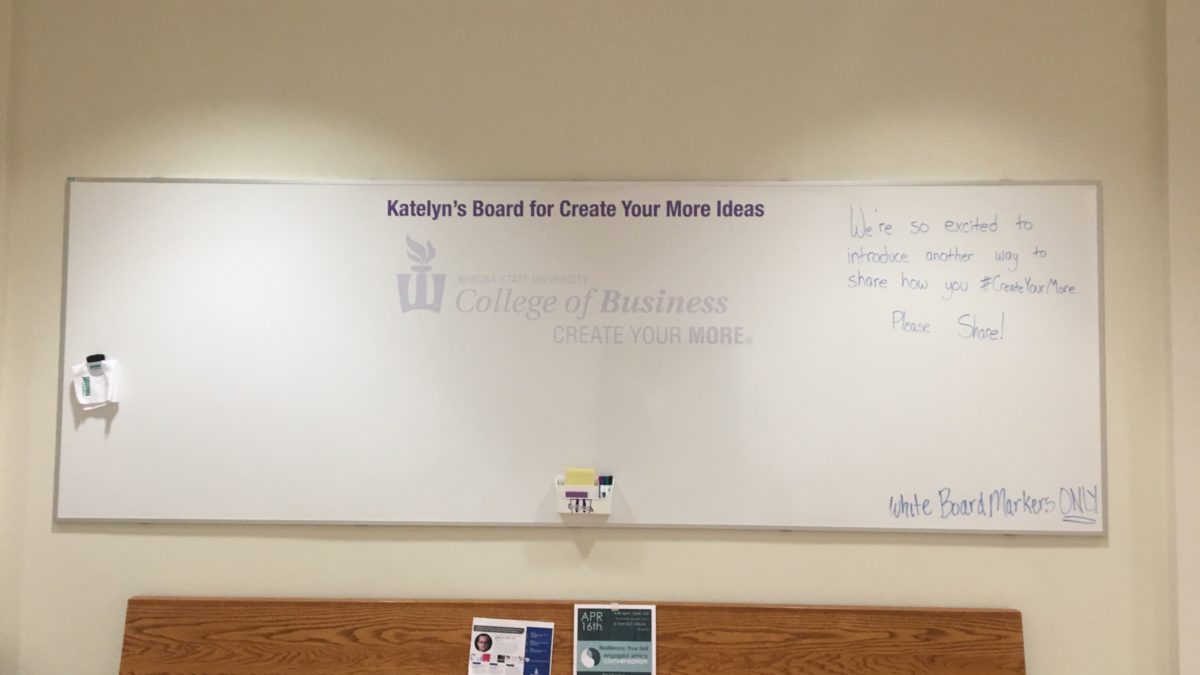 Katelyn's Board for Create Your More Ideas
WINONA STATE UNIVERSITY
College of Business
CREATE YOUR MORE®
We're so excited to
introduce another way to
share how you #CreateYourMore.
Please Share!
White Board Markers ONLY
APR
16th
Resilience: True Grit
engaged ethics
conversation